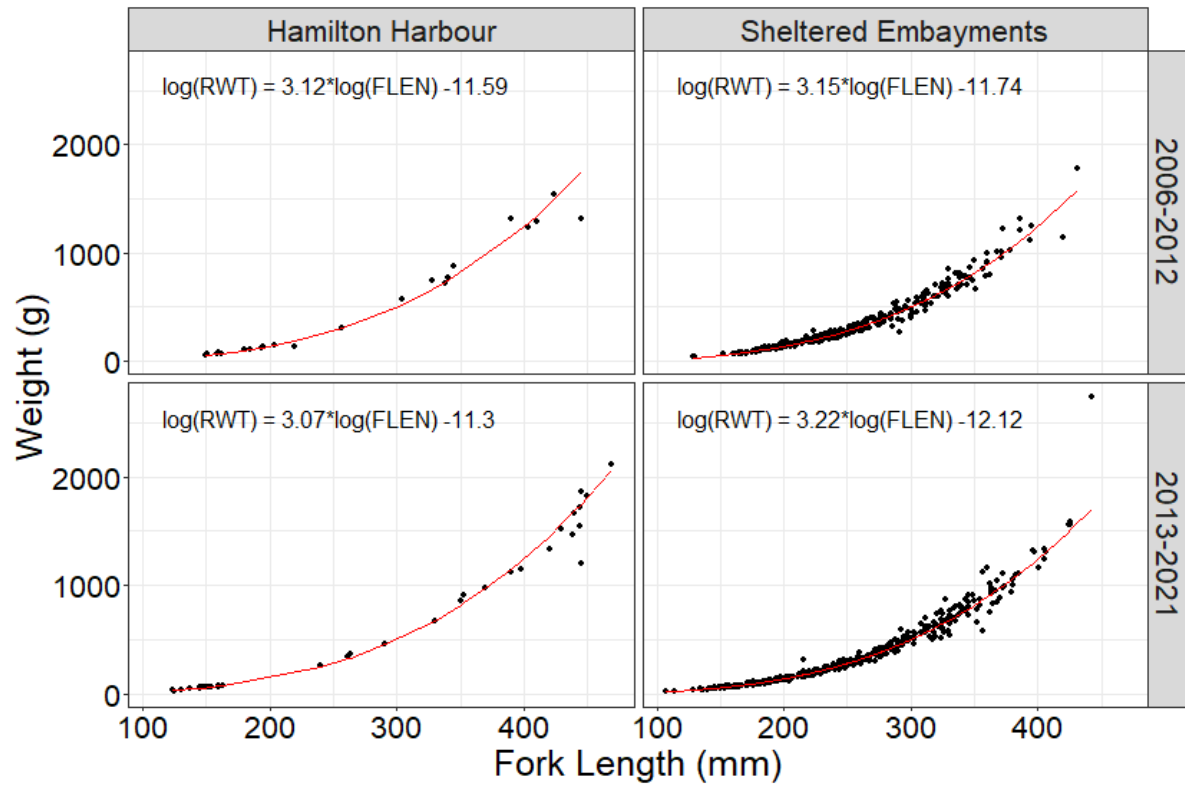 Hamilton Harbour
Sheltered Embayments
log(RWT) = 3.12*log(FLEN) -11.59
log(RWT) = 3.15*log(FLEN) -11.74
2006-2012
2000
1000
0
log(RWT) = 3.07*log(FLEN) -11.3
log(RWT) = 3.22*log(FLEN) -12.12
2013-2021
2000
1000
0
Weight (g)
100 200 300 400
100 200 300 400
Fork Length (mm)